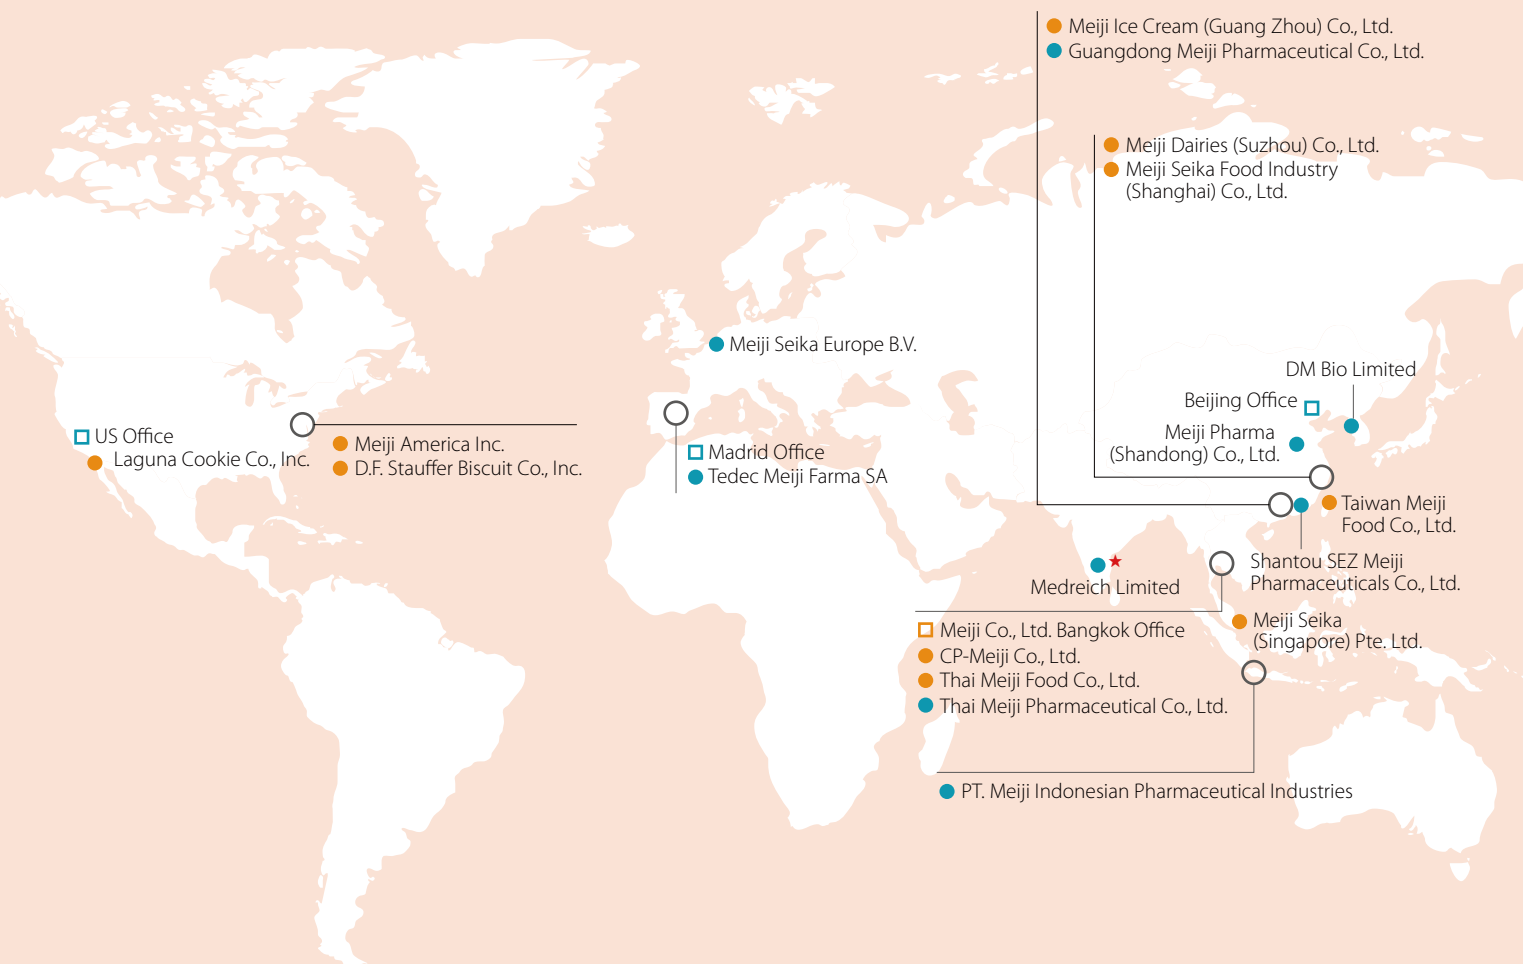 Meiji Ice Cream (Guang Zhou) Co., Ltd.
Guangdong Meiji Pharmaceutical Co., Ltd.
Meiji Dairies (Suzhou) Co., Ltd.
Meiji Seika Food Industry
(Shanghai) Co., Ltd.
Meiji Seika Europe B.V.
DM Bio Limited
Beijing Office
Meiji Pharma
(Shandong) Co., Ltd.
US Office
Laguna Cookie Co., Inc.
Meiji America Inc.
D.F. Stauffer Biscuit Co., Inc.
Madrid Office
Tedec Meiji Farma SA
Taiwan Meiji
Food Co., Ltd.
Shantou SEZ Meiji
Pharmaceuticals Co., Ltd.
Medreich Limited
Meiji Seika
(Singapore) Pte. Ltd.
Meiji Co., Ltd. Bangkok Office
CP-Meiji Co., Ltd.
Thai Meiji Food Co., Ltd.
Thai Meiji Pharmaceutical Co., Ltd.
PT. Meiji Indonesian Pharmaceutical Industries